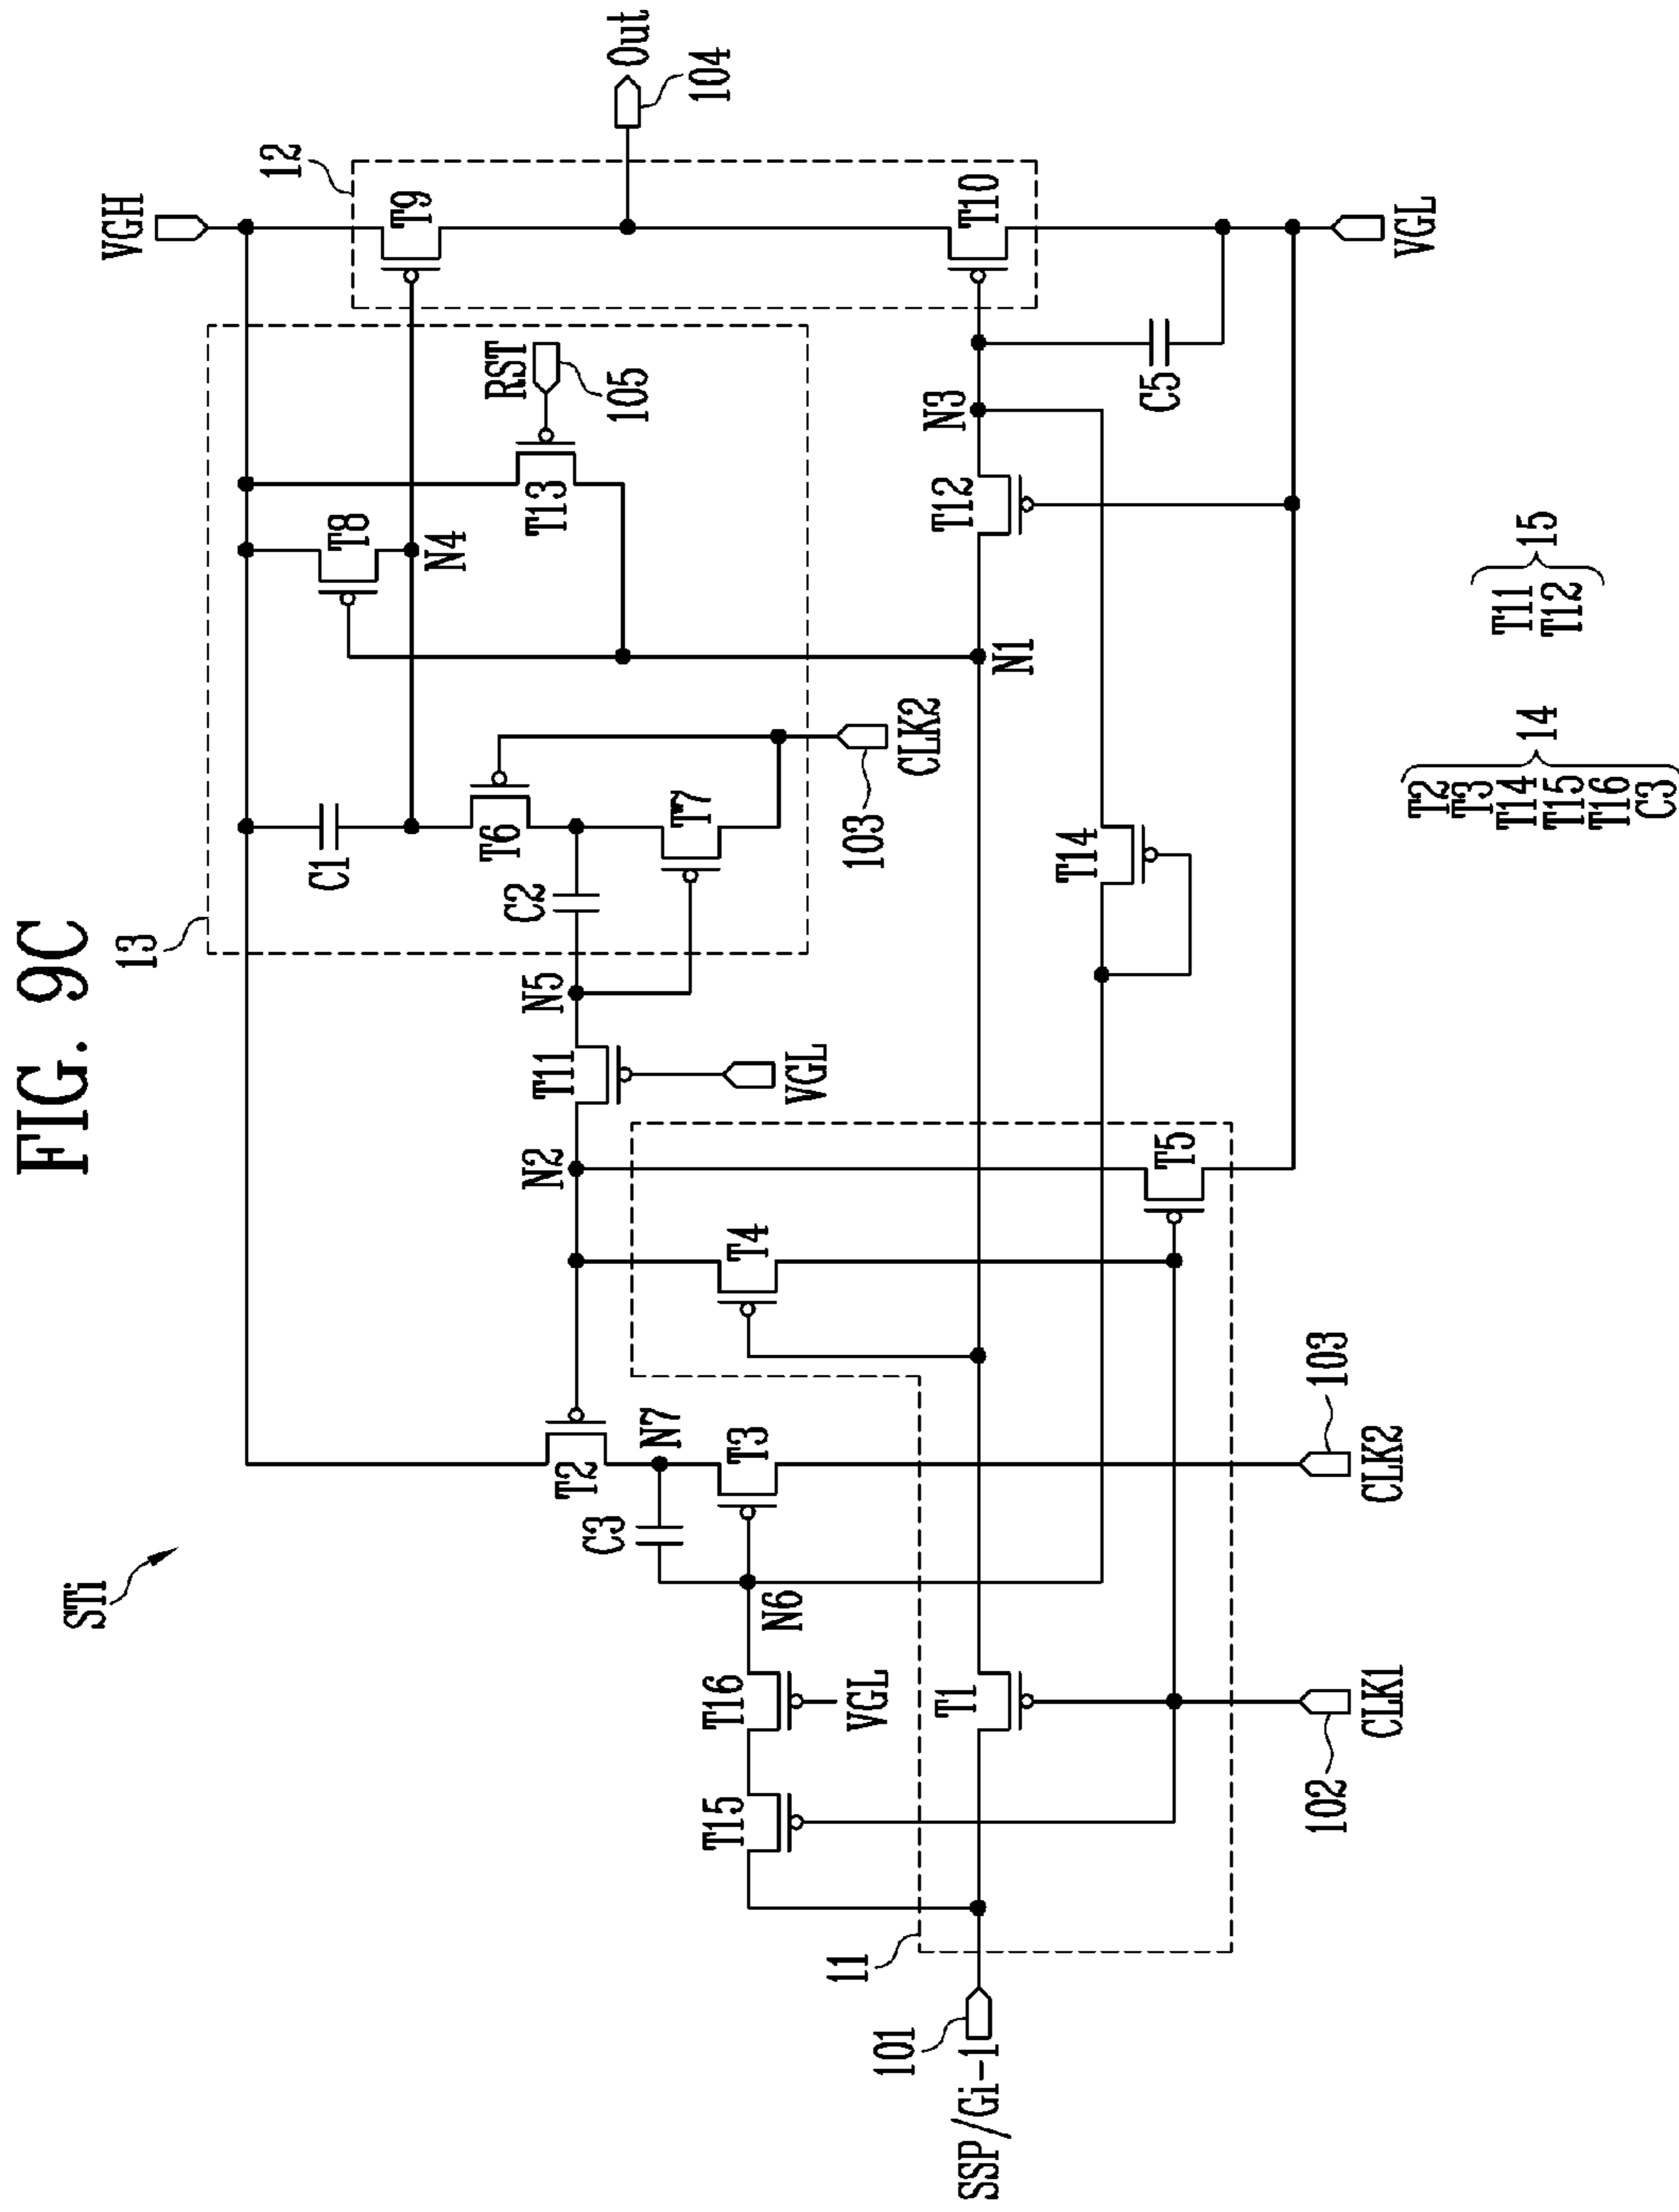 FIG. 9C
STi
VGH
12
13
T9
Out
104
T8
RST
105
T13
N4
C1
T6
C2
T7
103
CLK2
N5
T11
VGL
N2
T2
N7
C3
T3
N6
T16
VGL
T15
T4
11
101
SSP/Gi-1
T1
N1
T12
N3
T10
C5
T14
T5
102
CLK1
103
CLK2
VGL
T2
T3
T14
T15
T16
C3
14
T11
T12
15